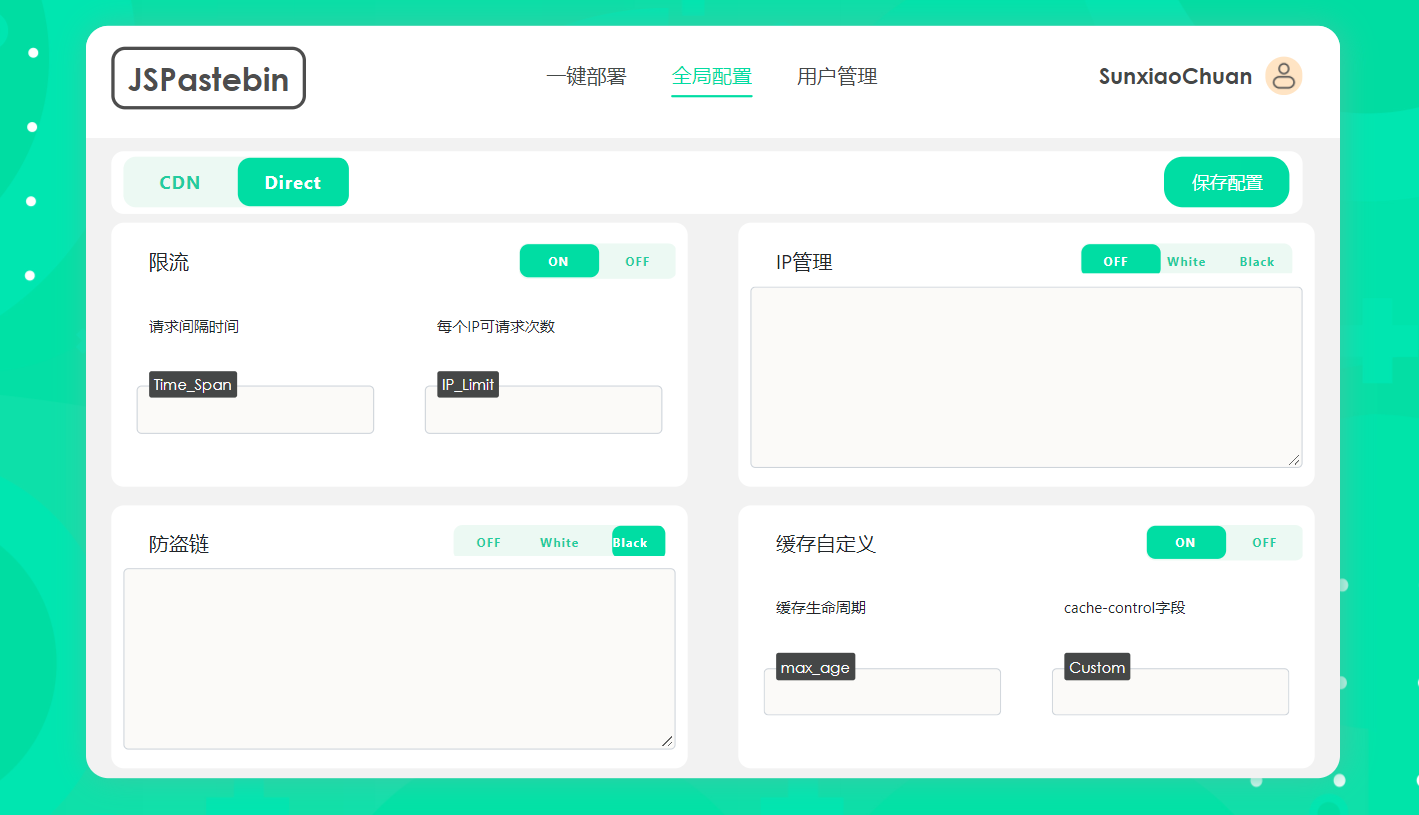 JSPastebin
一键部署
全局配置
用户管理
SunxiaoChuan
CDN
Direct
保存配置
限流
ON
OFF
请求间隔时间
每个IP可请求次数
Time_Span
IP_Limit
IP管理
OFF
White
Black
防盗链
OFF
White
Black
缓存自定义
ON
OFF
缓存生命周期
cache-control字段
max_age
Custom